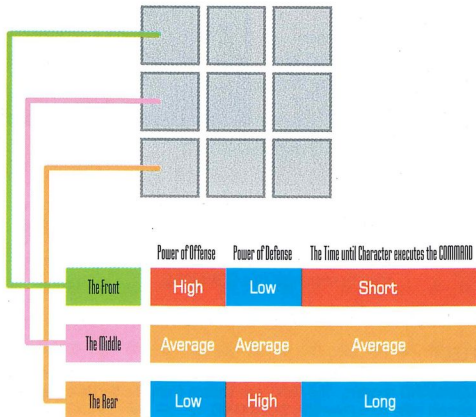 Power of Offense Power of Defense The Time until Character executes the COMMAND
The Front High Low Short
The Middle Average Average Average
The Rear Low High Long